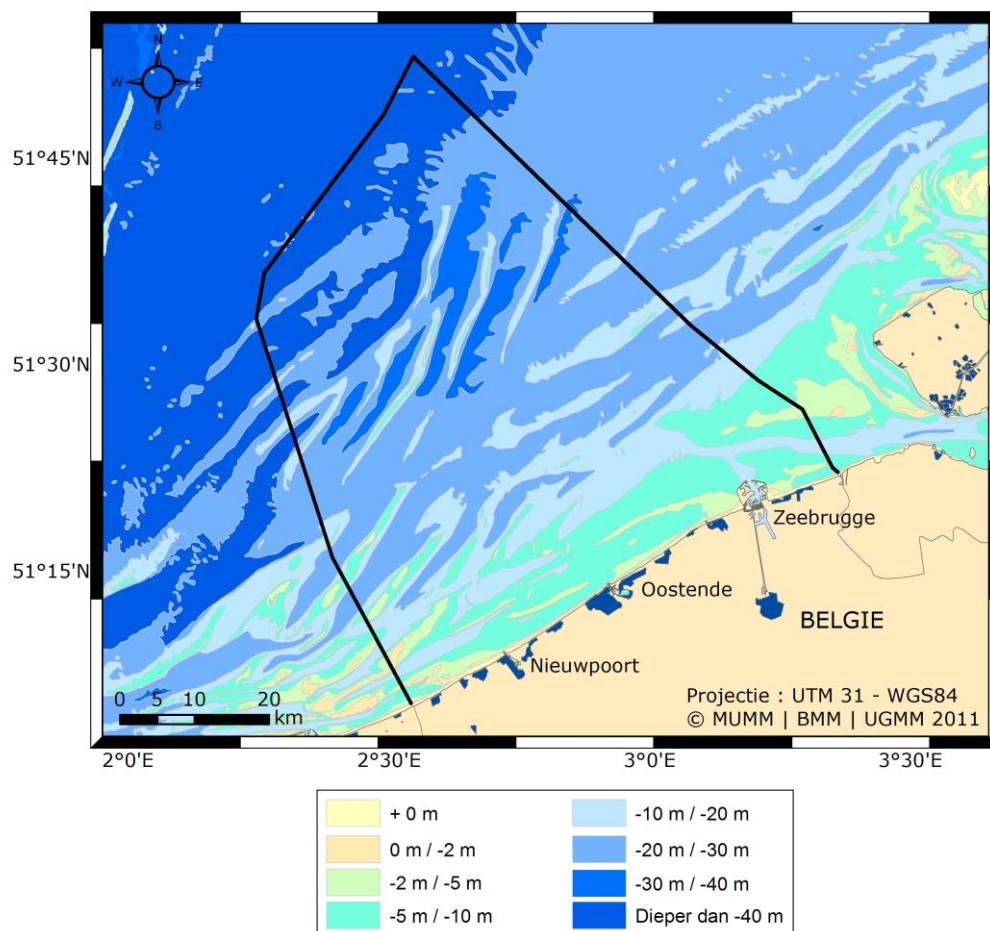 N
W E
S
51°45'N
51°30'N
51°15'N
Zeebrugge
Oostende
BELGIE
Nieuwpoort
0 5 10 20
km
Projectie : UTM 31 - WGS84
© MUMM | BMM | UGMM 2011
2°0'E 2°30'E 3°0'E 3°30'E
+ 0 m
0 m / -2 m
-2 m / -5 m
-5 m / -10 m
-10 m / -20 m
-20 m / -30 m
-30 m / -40 m
Dieper dan -40 m